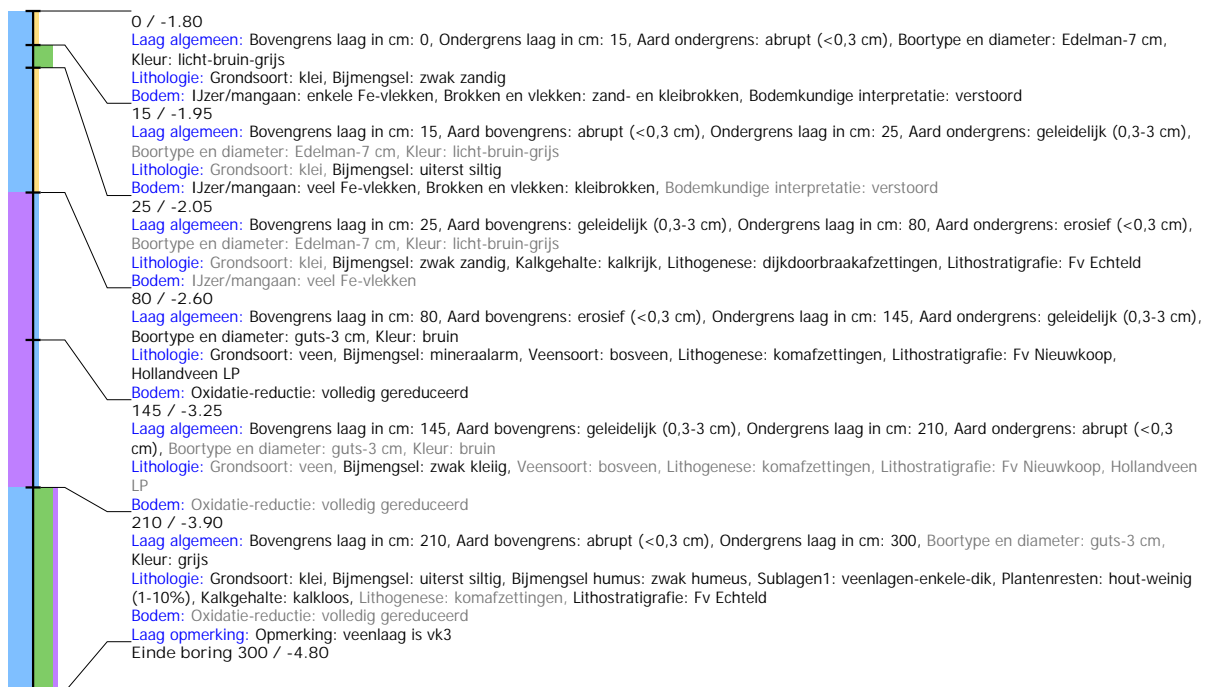 0 / -1.80
Laag algemeen: Bovengrens laag in cm: 0, Ondergrens laag in cm: 15, Aard ondergrens: abrupt (<0,3 cm), Boortype en diameter: Edelman-7 cm,
Kleur: licht-bruin-grijs
Lithologie: Grondsoort: klei, Bijmengsel: zwak zandig
Bodem: IJzer/mangaan: enkele Fe-vlekken, Brokken en vlekken: zand- en kleibrokken, Bodemkundige interpretatie: verstoord
15 / -1.95
Laag algemeen: Bovengrens laag in cm: 15, Aard bovengrens: abrupt (<0,3 cm), Ondergrens laag in cm: 25, Aard ondergrens: geleidelijk (0,3-3 cm),
Boortype en diameter: Edelman-7 cm, Kleur: licht-bruin-grijs
Lithologie: Grondsoort: klei, Bijmengsel: uiterst siltig
Bodem: IJzer/mangaan: veel Fe-vlekken, Brokken en vlekken: kleibrokken, Bodemkundige interpretatie: verstoord
25 / -2.05
Laag algemeen: Bovengrens laag in cm: 25, Aard bovengrens: geleidelijk (0,3-3 cm), Ondergrens laag in cm: 80, Aard ondergrens: erosief (<0,3 cm),
Boortype en diameter: Edelman-7 cm, Kleur: licht-bruin-grijs
Lithologie: Grondsoort: klei, Bijmengsel: zwak zandig, Kalkgehalte: kalkrijk, Lithogenese: dijkdoorbraakafzettingen, Lithostratigrafie: Fv Echteld
Bodem: IJzer/mangaan: veel Fe-vlekken
80 / -2.60
Laag algemeen: Bovengrens laag in cm: 80, Aard bovengrens: erosief (<0,3 cm), Ondergrens laag in cm: 145, Aard ondergrens: geleidelijk (0,3-3 cm),
Boortype en diameter: guts-3 cm, Kleur: bruin
Lithologie: Grondsoort: veen, Bijmengsel: mineraalarm, Veensoort: bosveen, Lithogenese: komafzettingen, Lithostratigrafie: Fv Nieuwkoop,
Hollandveen LP
Bodem: Oxidatie-reductie: volledig gereduceerd
145 / -3.25
Laag algemeen: Bovengrens laag in cm: 145, Aard bovengrens: geleidelijk (0,3-3 cm), Ondergrens laag in cm: 210, Aard ondergrens: abrupt (<0,3
cm), Boortype en diameter: guts-3 cm, Kleur: bruin
Lithologie: Grondsoort: veen, Bijmengsel: zwak kleiig, Veensoort: bosveen, Lithogenese: komafzettingen, Lithostratigrafie: Fv Nieuwkoop, Hollandveen
LP
Bodem: Oxidatie-reductie: volledig gereduceerd
210 / -3.90
Laag algemeen: Bovengrens laag in cm: 210, Aard bovengrens: abrupt (<0,3 cm), Ondergrens laag in cm: 300, Boortype en diameter: guts-3 cm,
Kleur: grijs
Lithologie: Grondsoort: klei, Bijmengsel: uiterst siltig, Bijmengsel humus: zwak humeus, Sublagen1: veenlagen-enkele-dik, Plantenresten: hout-weinig
(1-10%), Kalkgehalte: kalkloos, Lithogenese: komafzettingen, Lithostratigrafie: Fv Echteld
Bodem: Oxidatie-reductie: volledig gereduceerd
Laag opmerking: Opmerking: veenlaag is vk3
Einde boring 300 / -4.80